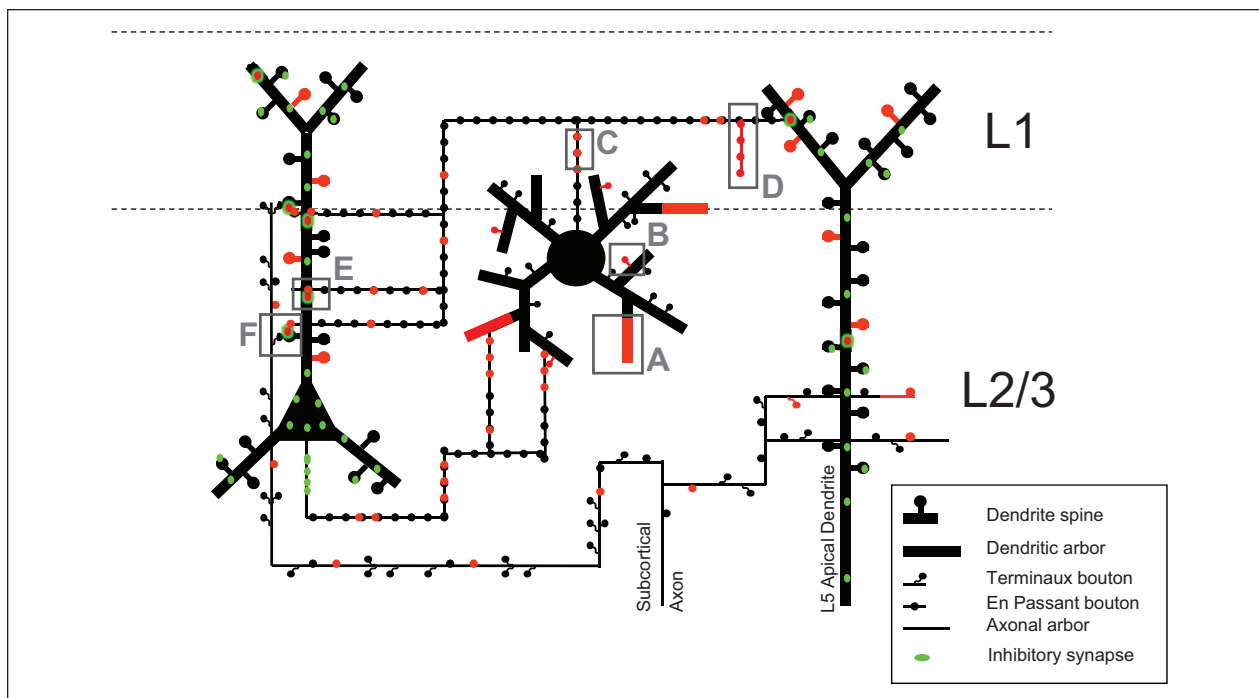 L1
C
D
B
E
F
A
L2/3
Subcortical
Axon
L5 Apical Dendrite
Dendrite spine
Dendritic arbor
Terminaux bouton
En Passant bouton
Axonal arbor
Inhibitory synapse